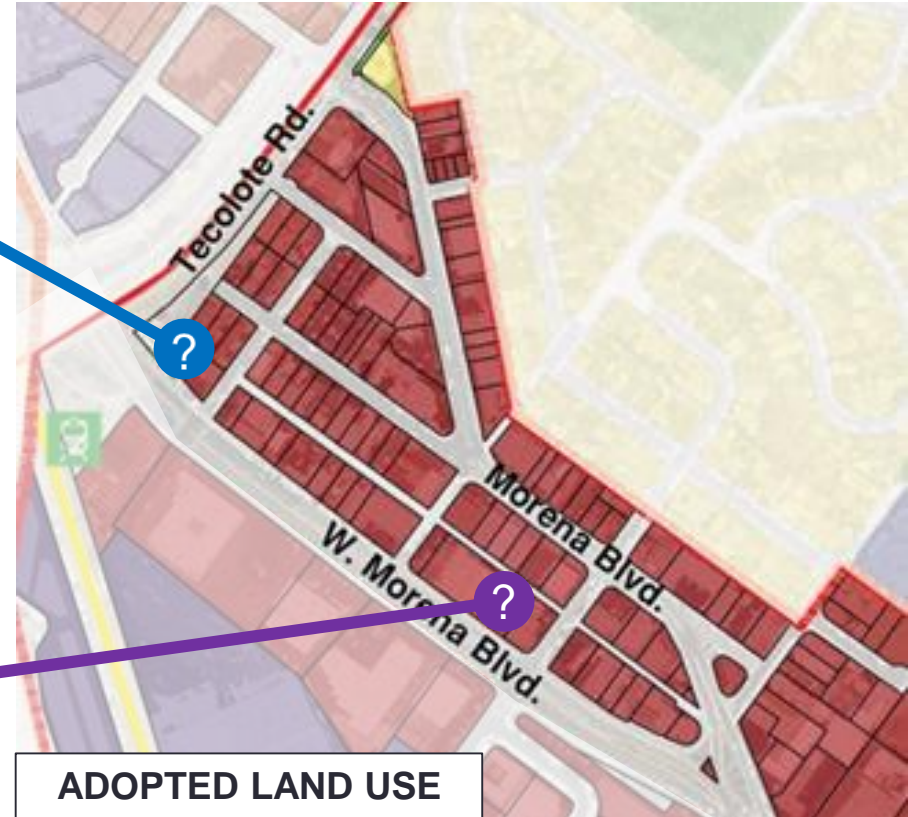 Tecolote Rd.
?
Morena Blvd.
?
W. Morena Blvd.
ADOPTED LAND USE